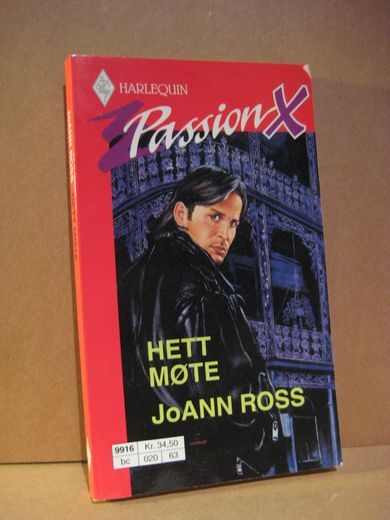 HARLEQUIN
Passion X
HETT
MØTE
JoANN ROSS
9916 Kr. 34,50
bc 020 63